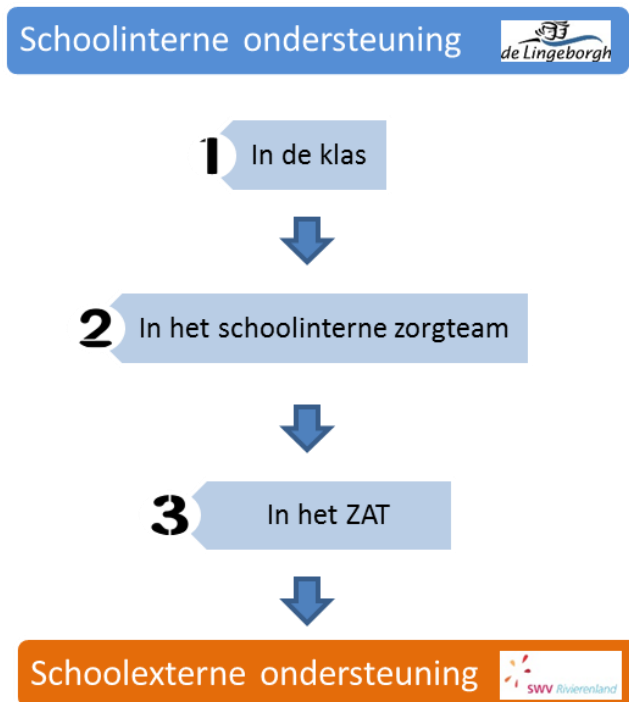 Schoolinterne ondersteuning
de Lingeborgh
1 In de klas
2 In het schoolinterne zorgteam
3 In het ZAT
Schoolexterne ondersteuning
SWV Rivierenland